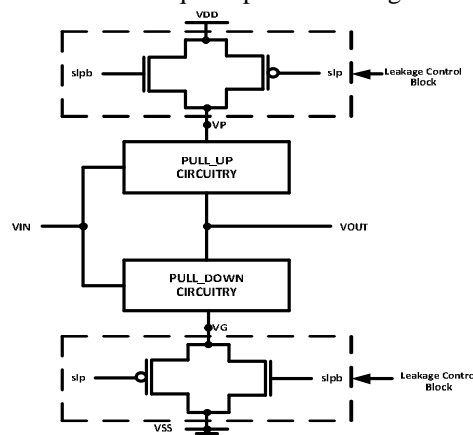 VDD
slpb
slp
Leakage Control
Block
VP
PULL_UP
CIRCUITRY
VIN
VOUT
PULL_DOWN
CIRCUITRY
VG
slp
slpb
Leakage Contro
Block
VSS